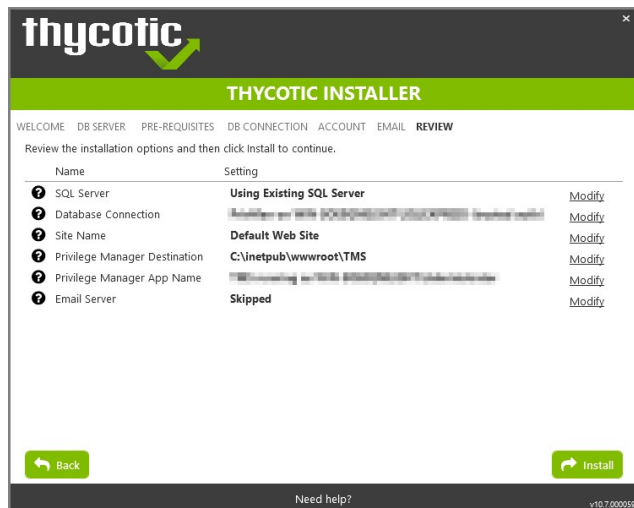 thycotic
×
THYCOTIC INSTALLER
WELCOME DB SERVER PRE-REQUISITES DB CONNECTION ACCOUNT EMAIL REVIEW
Review the installation options and then click Install to continue.
Name Setting
SQL Server Using Existing SQL Server Modify
Database Connection Modify
Site Name Default Web Site Modify
Privilege Manager Destination C:\inetpub\wwwroot\TMS Modify
Privilege Manager App Name Modify
Email Server Skipped Modify
Back Install
Need help?
v10.7.000059